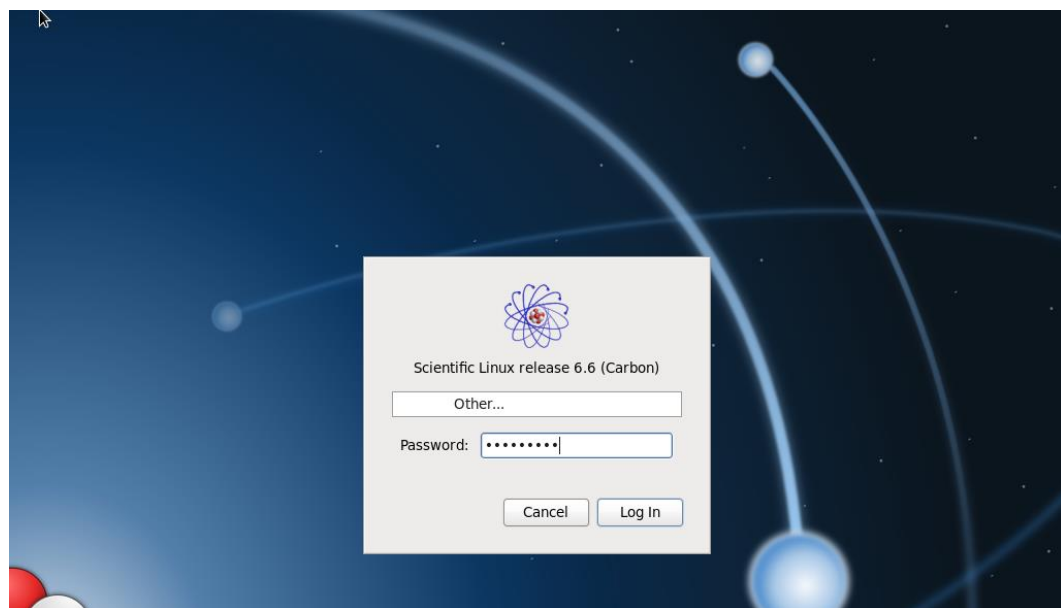 Scientific Linux release 6.6 (Carbon)
Other...
Password: •••••••••
Cancel Log In